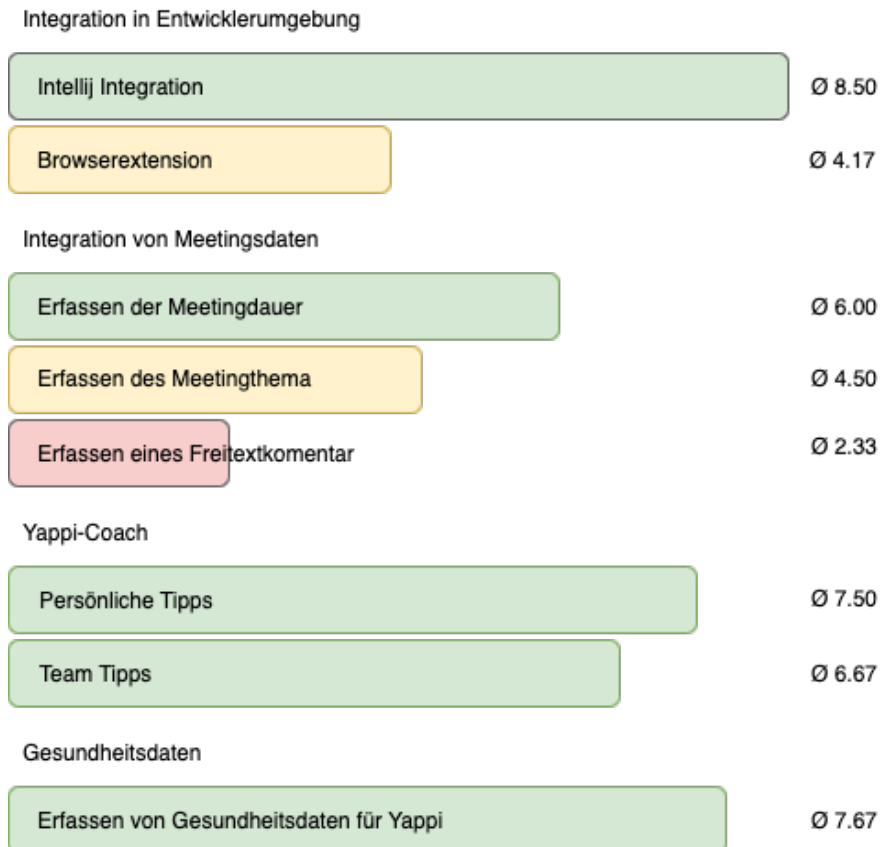 Integration in Entwicklerumgebung
Intellij Integration Ø 8.50
Browserextension Ø 4.17
Integration von Meetingsdaten
Erfassen der Meetingdauer Ø 6.00
Erfassen des Meetingthema Ø 4.50
Erfassen eines Freitextkomentar Ø 2.33
Yappi-Coach
Persönliche Tipps Ø 7.50
Team Tipps Ø 6.67
Gesundheitsdaten
Erfassen von Gesundheitsdaten für Yappi Ø 7.67